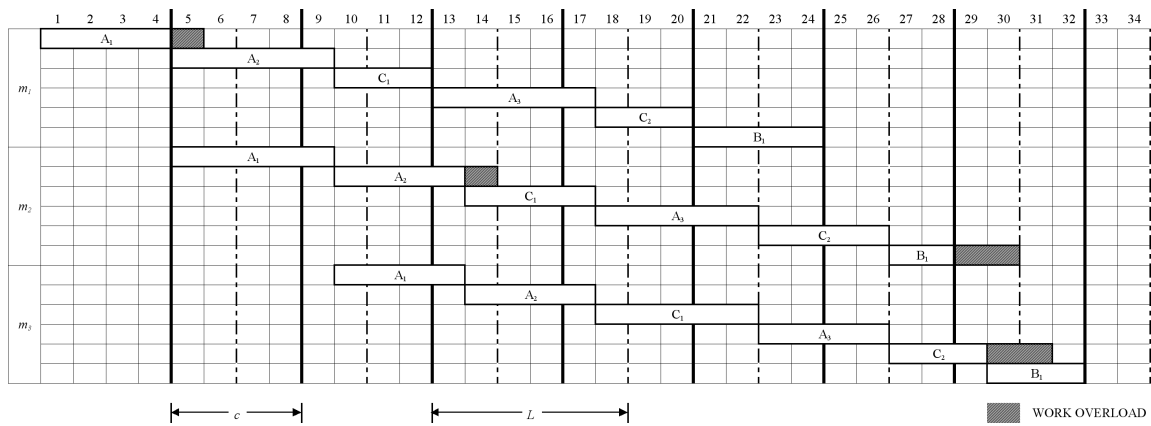 1 2 3 4 5 6 7 8 9 10 11 12 13 14 15 16 17 18 19 20 21 22 23 24 25 26 27 28 29 30 31 32 33 34
A₁
A₂
m₁
C₁
A₃
C₂
B₁
A₁
A₂
C₁
m₂
A₃
C₂
B₁
A₁
A₂
C₁
m₃
A₃
C₂
B₁
c
L
WORK OVERLOAD